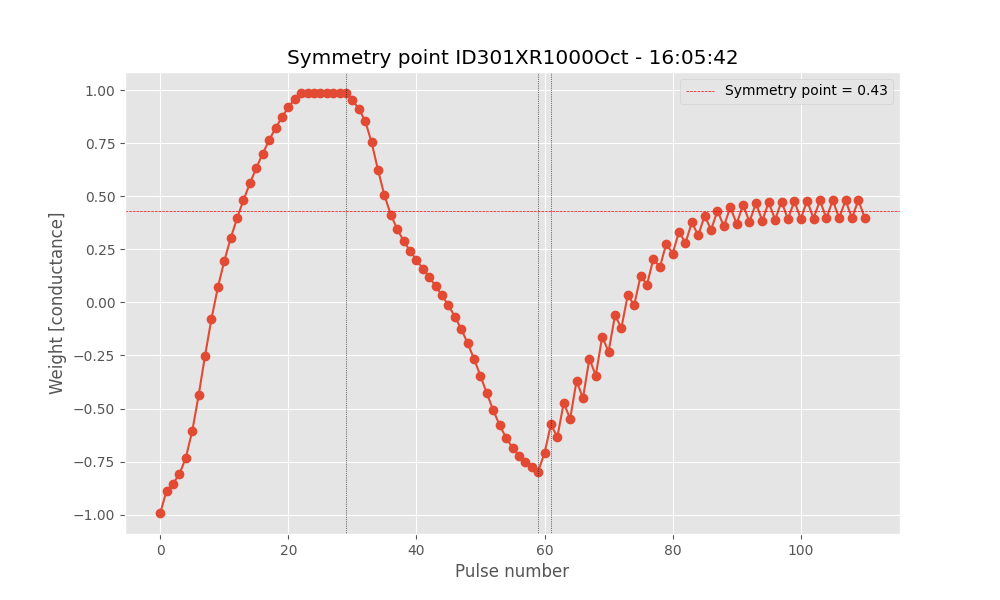 Symmetry point ID301XR1000Oct - 16:05:42
Symmetry point = 0.43
1.00
0.75
0.50
0.25
0.00
−0.25
−0.50
−0.75
−1.00
Weight [conductance]
0 20 40 60 80 100
Pulse number